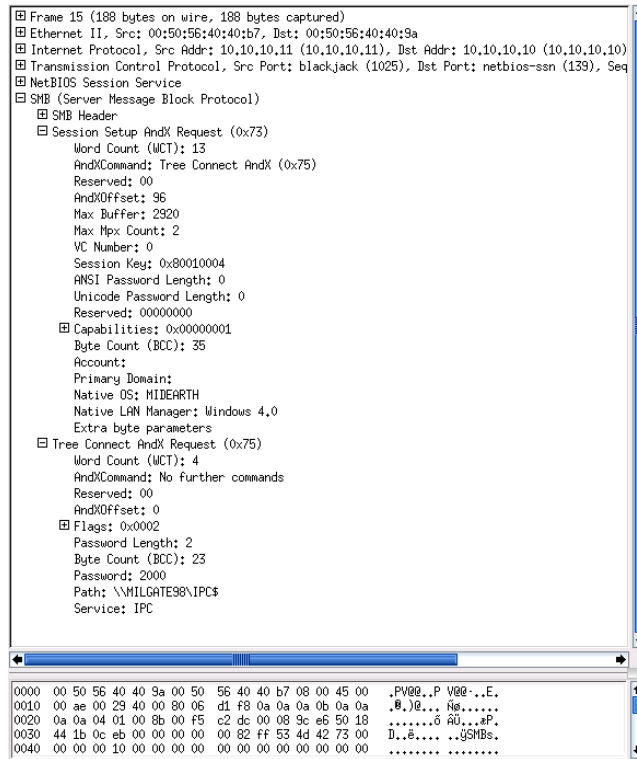 Frame 15 (188 bytes on wire, 188 bytes captured)
Ethernet II, Src: 00:50:56:40:40:b7, Dst: 00:50:56:40:40:9a
Internet Protocol, Src Addr: 10.10.10.11 (10.10.10.11), Dst Addr: 10.10.10.10 (10.10.10.10)
Transmission Control Protocol, Src Port: blackjack (1025), Dst Port: netbios-ssn (139), Seq
NetBIOS Session Service
SMB (Server Message Block Protocol)
SMB Header
Session Setup AndX Request (0x73)
Word Count (WCT): 13
AndXCommand: Tree Connect AndX (0x75)
Reserved: 00
AndXOffset: 96
Max Buffer: 2920
Max Mpx Count: 2
VC Number: 0
Session Key: 0x80010004
ANSI Password Length: 0
Unicode Password Length: 0
Reserved: 00000000
Capabilities: 0x00000001
Byte Count (BCC): 35
Account:
Primary Domain:
Native OS: MIDEARTH
Native LAN Manager: Windows 4.0
Extra byte parameters
Tree Connect AndX Request (0x75)
Word Count (WCT): 4
AndXCommand: No further commands
Reserved: 00
AndXOffset: 0
Flags: 0x0002
Password Length: 2
Byte Count (BCC): 23
Password: 2000
Path: \\MILGATE98\IPC$
Service: IPC
0000 00 50 56 40 40 9a 00 50 56 40 40 b7 08 00 45 00 .PV@@..P V@@·..E.
0010 00 ae 00 29 40 00 80 06 d1 f8 0a 0a 0a 0b 0a 0a .®.)@... Ñø......
0020 0a 0a 04 01 00 8b 00 f5 c2 dc 00 08 9c e6 50 18 .......õ ÂÜ...æP.
0030 44 1b 0c eb 00 00 00 00 00 82 ff 53 4d 42 73 00 D..ë.... ..ÿSMBs.
0040 00 00 00 10 00 00 00 00 00 00 00 00 00 00 00 00 ........ ........